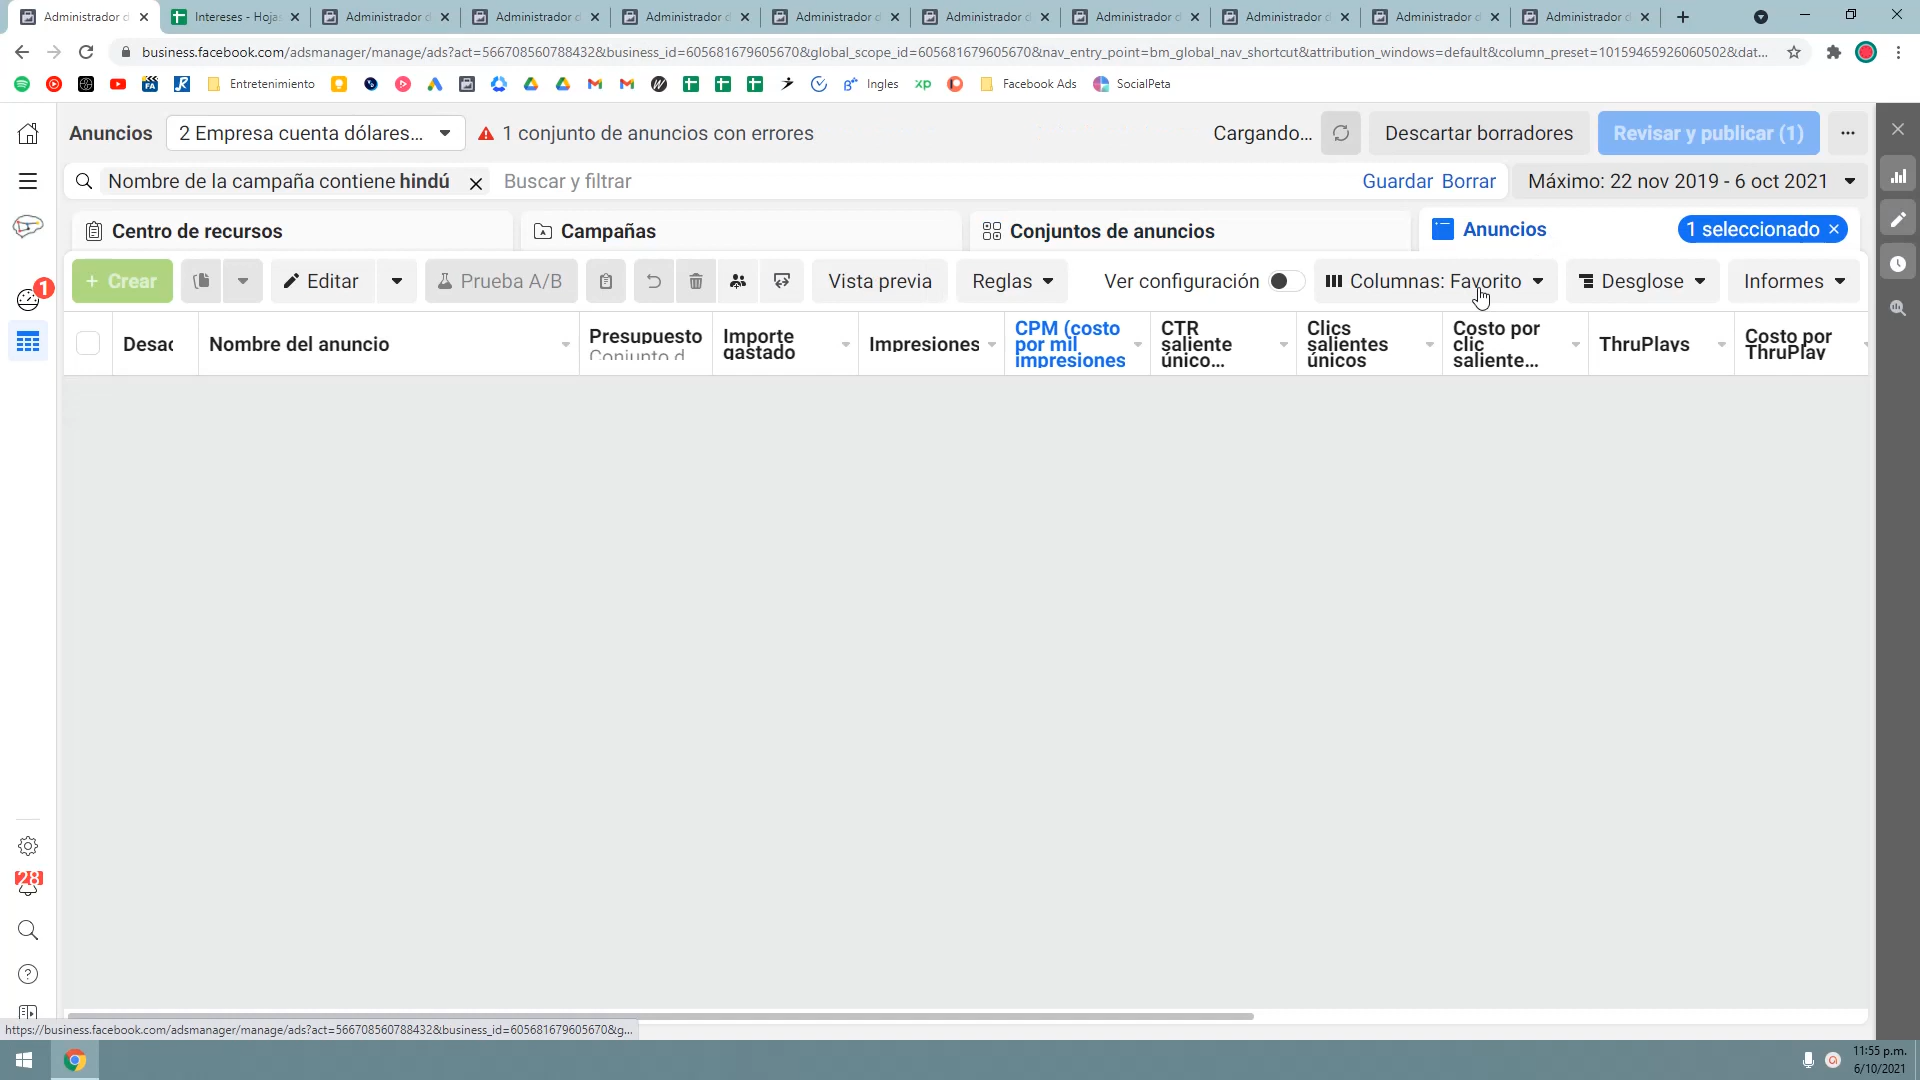 Administrador d
Intereses - Hojas
Administrador d
Administrador d
Administrador d
Administrador d
Administrador d
Administrador d
Administrador d
Administrador d
Administrador d
business.facebook.com/adsmanager/manage/ads?act=566708560788432&business_id=605681679605670&global_scope_id=605681679605670&nav_entry_point=bm_global_nav_shortcut&attribution_windows=default&column_preset=10159465926060502&dat...
Entretenimiento
Ingles
Facebook Ads
SocialPeta
Anuncios
2 Empresa cuenta dólares...
1 conjunto de anuncios con errores
Cargando...
Descartar borradores
Revisar y publicar (1)
Nombre de la campaña contiene hindú
Buscar y filtrar
Guardar Borrar
Máximo: 22 nov 2019 - 6 oct 2021
Centro de recursos
Campañas
Conjuntos de anuncios
Anuncios
1 seleccionado
+ Crear
Editar
Prueba A/B
Vista previa
Reglas
Ver configuración
Columnas: Favorito
Desglose
Informes
1
Desac
Nombre del anuncio
Presupuesto
Conjunto d
Importe
gastado
Impresiones
CPM (costo
por mil
impresiones
CTR
saliente
único...
Clics
salientes
únicos
Costo por
clic
saliente...
ThruPlays
Costo por
ThruPlay
28
https://business.facebook.com/adsmanager/manage/ads?act=566708560788432&business_id=605681679605670&g...
11:55 p.m.
6/10/2021